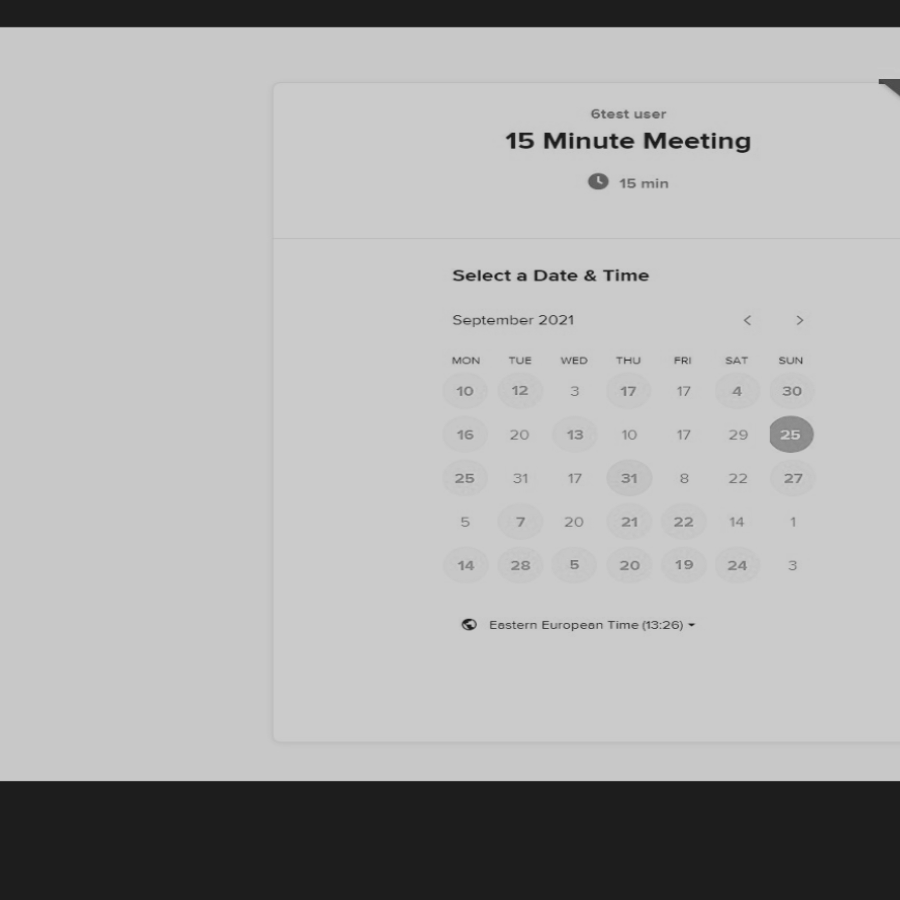 6test user
15 Minute Meeting
15 min
Select a Date & Time
September 2021
MON TUE WED THU FRI SAT SUN
10 12 3 17 17 4 30
16 20 13 10 17 29 25
25 31 17 31 8 22 27
5 7 20 21 22 14 1
14 28 5 20 19 24 3
Eastern European Time (13:26)